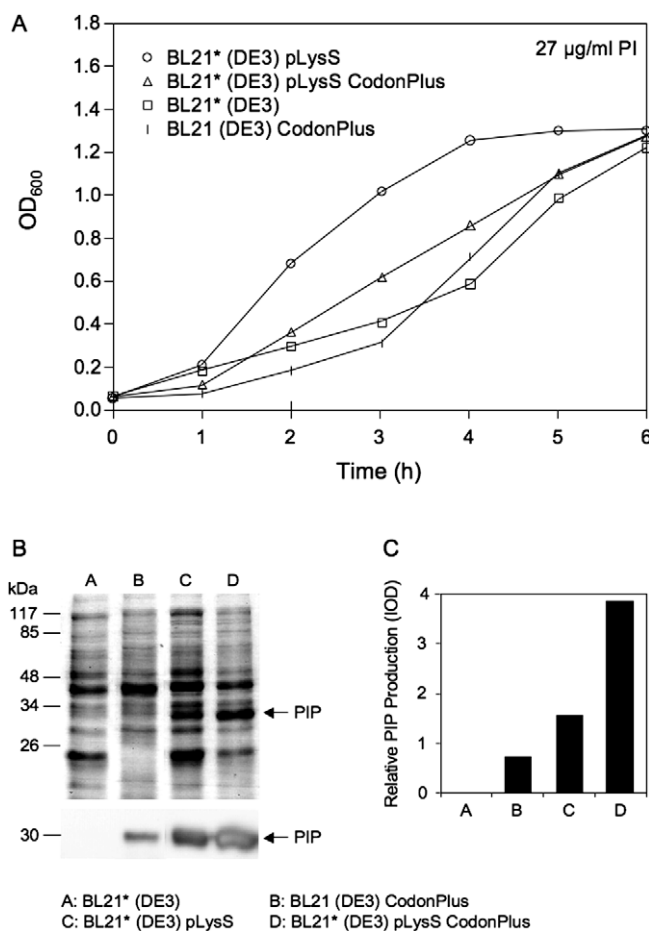 A
27 µg/ml PI
BL21* (DE3) pLysS
BL21* (DE3) pLysS CodonPlus
BL21* (DE3)
BL21 (DE3) CodonPlus
OD600
1.8
1.6
1.4
1.2
1.0
0.8
0.6
0.4
0.2
0.0
0 1 2 3 4 5 6
Time (h)
B
kDa
A B C D
117
85
48
34
26
PIP
30
PIP
C
Relative PIP Production (IOD)
4
3
2
1
0
A B C D
A: BL21* (DE3) B: BL21 (DE3) CodonPlus
C: BL21* (DE3) pLysS D: BL21* (DE3) pLysS CodonPlus